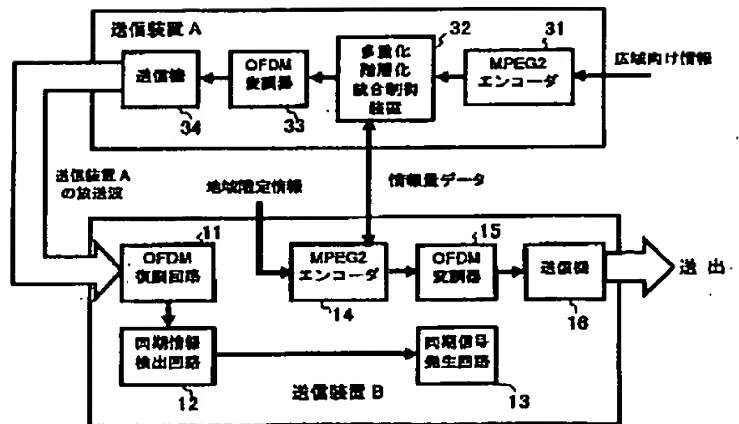 送信装置A
32
31
送信機
OFDM
変調器
多重化
階層化
統合制御
装置
MPEG2
エンコーダ
広域向け情報
34
33
送信装置A
の放送波
地域限定情報
情報量データ
11
15
OFDM
復調回路
MPEG2
エンコーダ
OFDM
変調器
送信機
送出
14
16
同期情報
検出回路
同期信号
発生回路
12
送信装置B
13